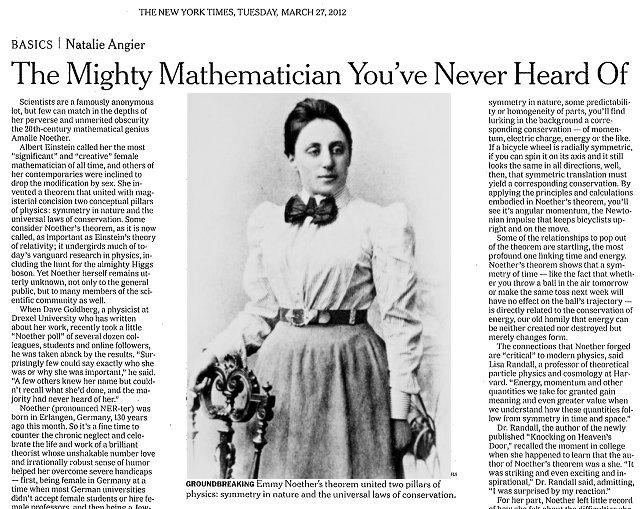 THE NEW YORK TIMES, TUESDAY, MARCH 27, 2012
BASICS | Natalie Angier
The Mighty Mathematician You've Never Heard Of
Scientists are a famously anonymous
lot, but few can match in the depths of
her perverse and unmerited obscurity
the 20th-century mathematical genius
Amalie Noether.
Albert Einstein called her the most
"significant" and "creative" female
mathematician of all time, and others of
her contemporaries were inclined to
drop the modification by sex. She in-
vented a theorem that united with mag-
isterial concision two conceptual pillars
of physics: symmetry in nature and the
universal laws of conservation. Some
consider Noether's theorem, as it is now
called, as important as Einstein's theory
of relativity; it undergirds much of to-
day's vanguard research in physics, in-
cluding the hunt for the almighty Higgs
boson. Yet Noether herself remains ut-
terly unknown, not only to the general
public, but to many members of the sci-
entific community as well.
When Dave Goldberg, a physicist at
Drexel University who has written
about her work, recently took a little
"Noether poll" of several dozen col-
leagues, students and online followers,
he was taken aback by the results. "Sur-
prisingly few could say exactly who she
was or why she was important," he said.
"A few others knew her name but could-
n't recall what she'd done, and the ma-
jority had never heard of her."
Noether (pronounced NER-ter) was
born in Erlangen, Germany, 130 years
ago this month. So it's a fine time to
counter the chronic neglect and cele-
brate the life and work of a brilliant
theorist whose unshakable number love
and irrationally robust sense of humor
helped her overcome severe handicaps
— first, being female in Germany at a
time when most German universities
didn't accept female students or hire fe-
male professors, and then being a Jew-
GROUNDBREAKING Emmy Noether's theorem united two pillars of
physics: symmetry in nature and the universal laws of conservation.
symmetry in nature, some predictabili-
ty or homogeneity of parts, you'll find
lurking in the background a corre-
sponding conservation — of momen-
tum, electric charge, energy or the like.
If a bicycle wheel is radially symmetric,
if you can spin it on its axis and it still
looks the same in all directions, well,
then, that symmetric translation must
yield a corresponding conservation. By
applying the principles and calculations
embodied in Noether's theorem, you'll
see it's angular momentum, the Newto-
nian impulse that keeps bicyclists up-
right and on the move.
Some of the relationships to pop out
of the theorem are startling, the most
profound one linking time and energy.
Noether's theorem shows that a sym-
metry of time — like the fact that wheth-
er you throw a ball in the air tomorrow
or make the same toss next week will
have no effect on the ball's trajectory —
is directly related to the conservation of
energy, our old homily that energy can
be neither created nor destroyed but
merely changes form.
The connections that Noether forged
are "critical" to modern physics, said
Lisa Randall, a professor of theoretical
particle physics and cosmology at Har-
vard. "Energy, momentum and other
quantities we take for granted gain
meaning and even greater value when
we understand how these quantities fol-
low from symmetry in time and space."
Dr. Randall, the author of the newly
published "Knocking on Heaven's
Door," recalled the moment in college
when she happened to learn that the au-
thor of Noether's theorem was a she. "It
was striking and even exciting and in-
spirational," Dr. Randall said, admitting,
"I was surprised by my reaction."
For her part, Noether left little record